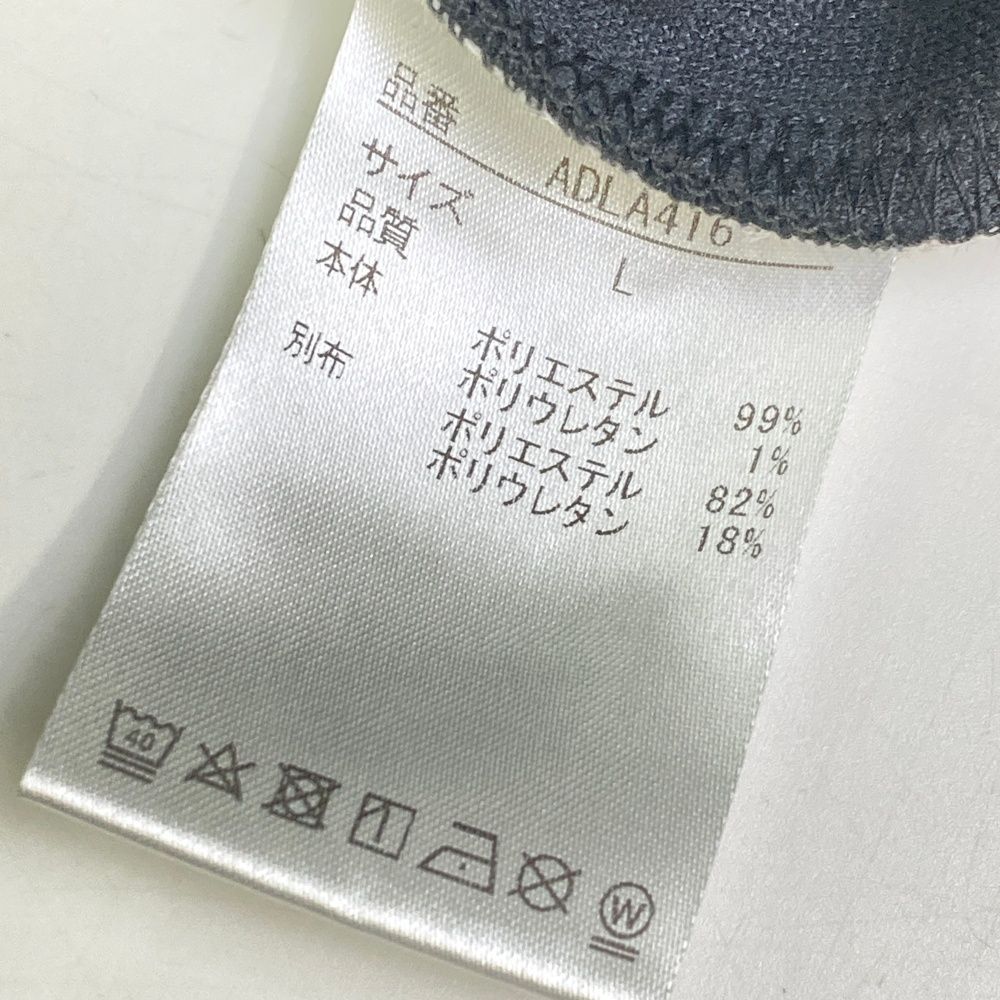 品番 ADLA416
サイズ L
品質
本体 ポリエステル 99%
ポリウレタン 1%
別布 ポリエステル 82%
ポリウレタン 18%
40
W